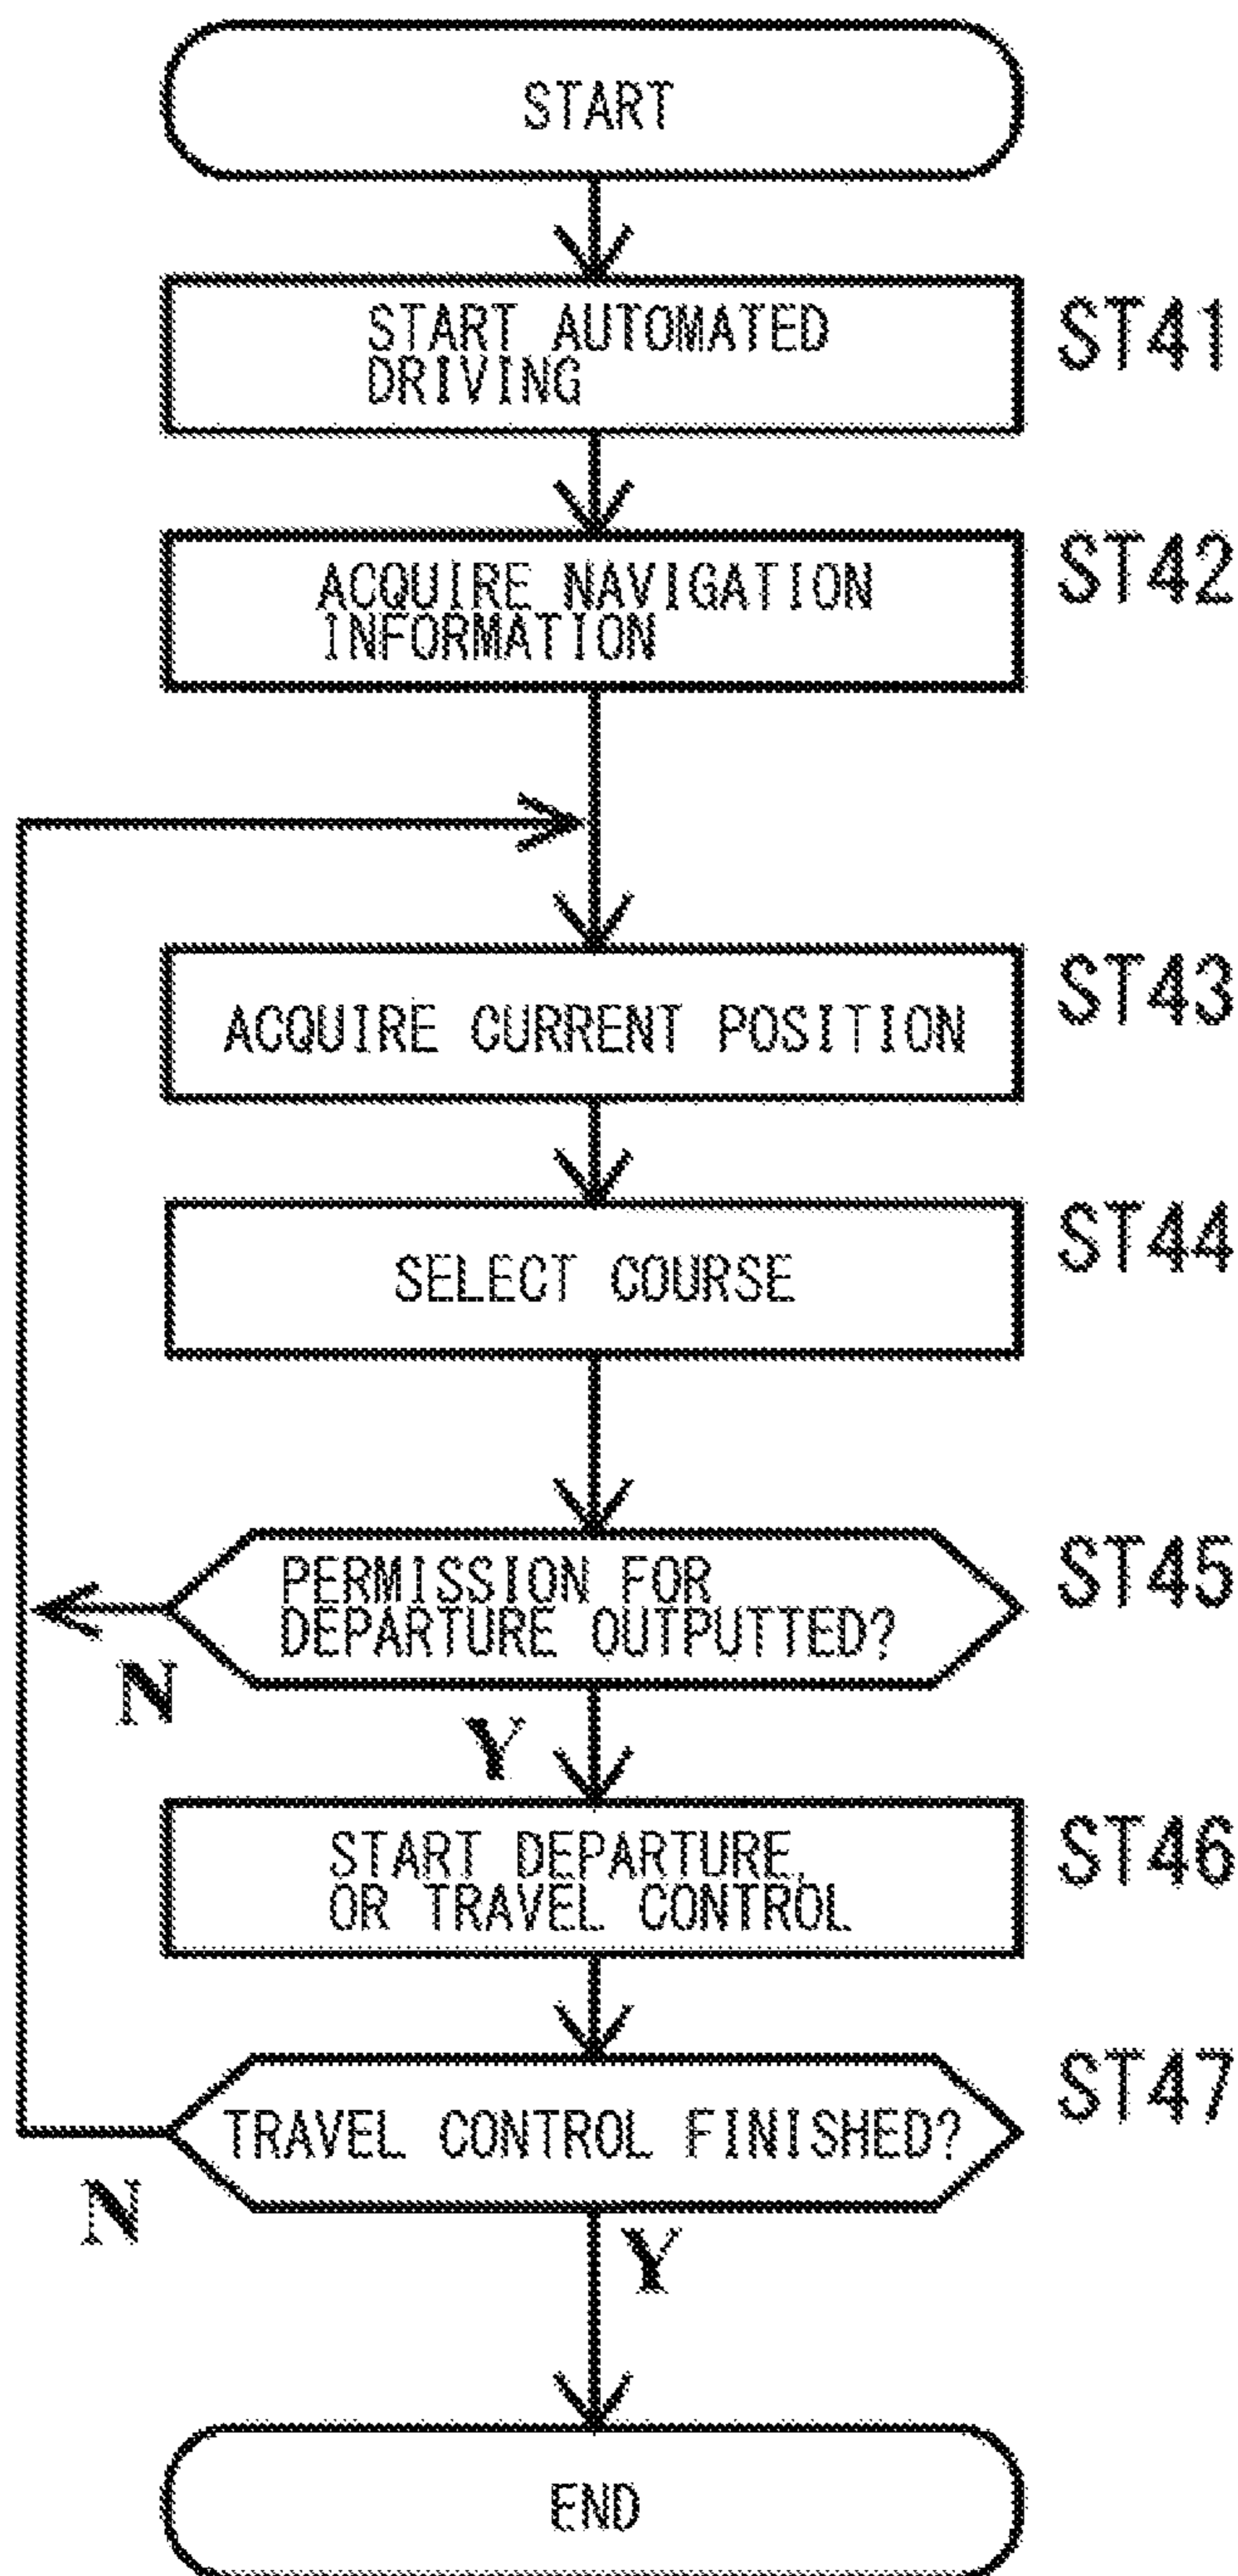 START
START AUTOMATED
DRIVING
ST41
ACQUIRE NAVIGATION
INFORMATION
ST42
ACQUIRE CURRENT POSITION
ST43
SELECT COURSE
ST44
PERMISSION FOR
DEPARTURE OUTPUTTED?
ST45
N
Y
START DEPARTURE,
OR TRAVEL CONTROL
ST46
TRAVEL CONTROL FINISHED?
ST47
N
Y
END